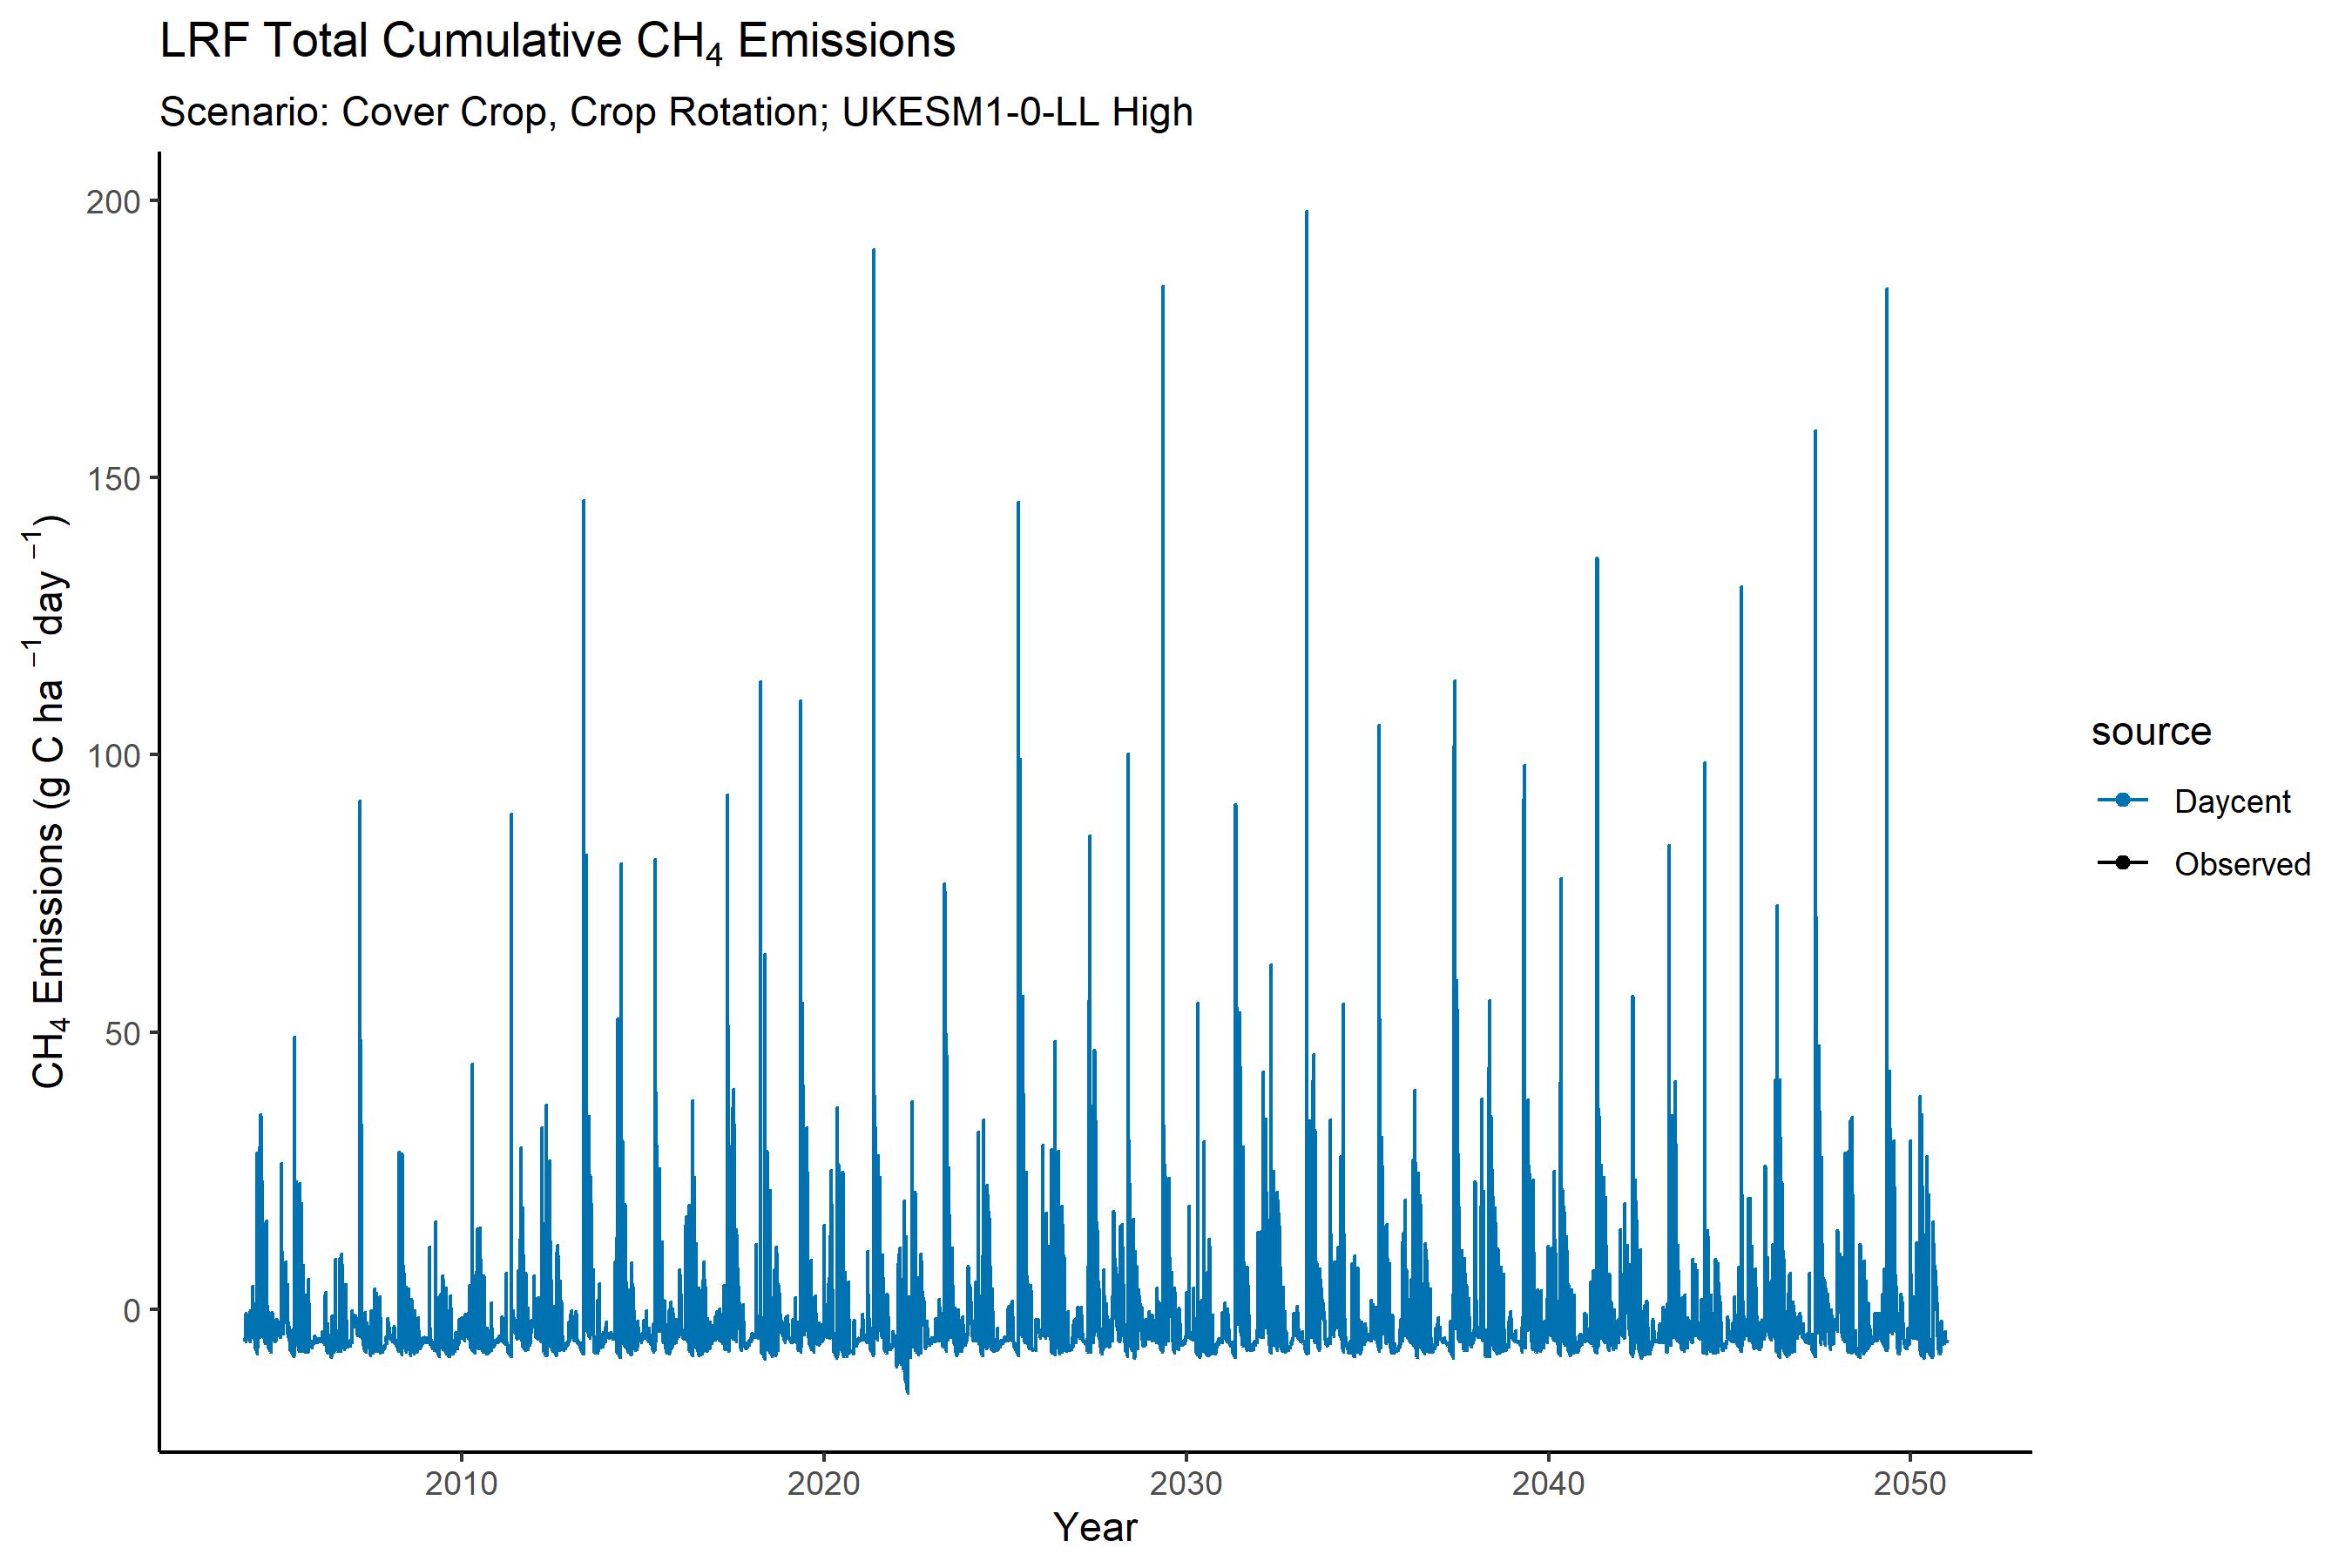 LRF Total Cumulative CH₄ Emissions
Scenario: Cover Crop, Crop Rotation; UKESM1-0-LL High
CH₄ Emissions (g C ha ⁻¹day ⁻¹)
200
150
100
50
0
2010 2020 2030 2040 2050
Year
source
Daycent
Observed